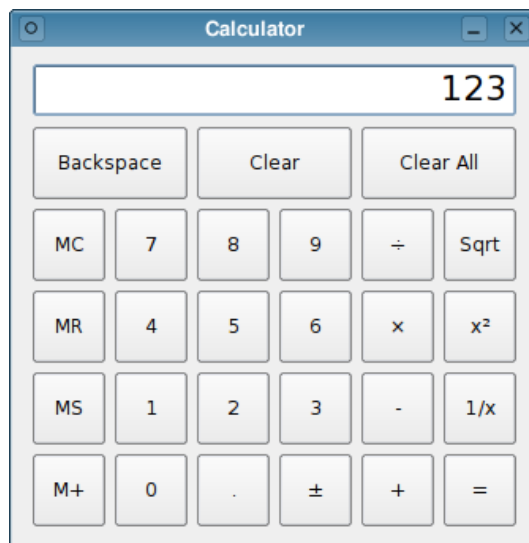 Calculator
123
Backspace Clear Clear All
MC 7 8 9 ÷ Sqrt
MR 4 5 6 × x²
MS 1 2 3 - 1/x
M+ 0 . ± + =